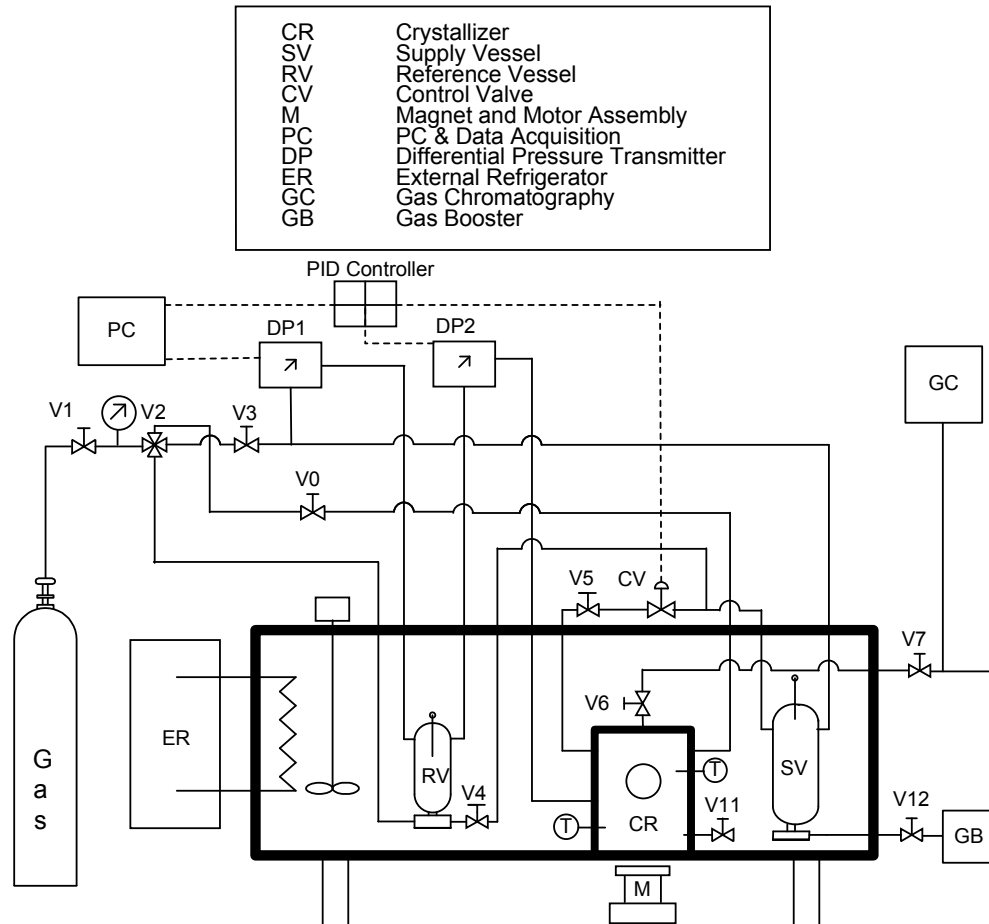 CR Crystallizer
SV Supply Vessel
RV Reference Vessel
CV Control Valve
M Magnet and Motor Assembly
PC PC & Data Acquisition
DP Differential Pressure Transmitter
ER External Refrigerator
GC Gas Chromatography
GB Gas Booster
PID Controller
PC
DP1
DP2
GC
V1
V2
V3
V0
V5
CV
V7
V6
Gas
ER
RV
SV
T
V4
V11
V12
T
CR
GB
M